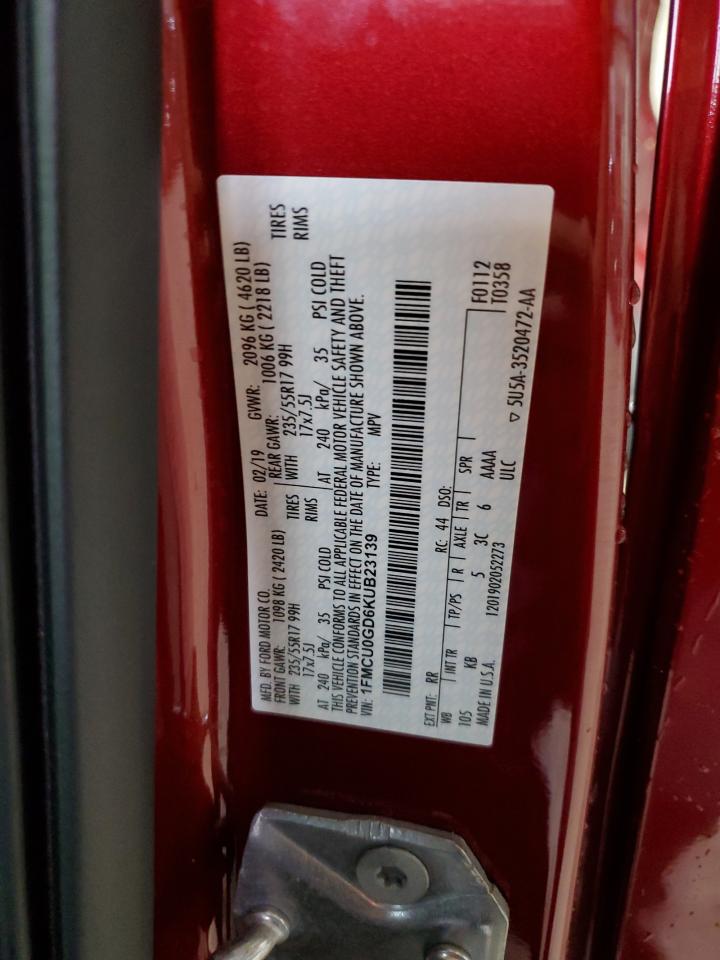 MFD. BY FORD MOTOR CO.
DATE: 02/19 GVWR: 2096 KG ( 4620 LB)
FRONT GAWR: 1098 KG ( 2420 LB) REAR GAWR: 1006 KG ( 2218 LB)
WITH 235/55R17 99H TIRES WITH 235/55R17 99H TIRES
17x7.5J RIMS 17x7.5J RIMS
AT 240 kPa/ 35 PSI COLD AT 240 kPa/ 35 PSI COLD
THIS VEHICLE CONFORMS TO ALL APPLICABLE FEDERAL MOTOR VEHICLE SAFETY AND THEFT
PREVENTION STANDARDS IN EFFECT ON THE DATE OF MANUFACTURE SHOWN ABOVE.
VIN: 1FMCU0GD6KUB23139 TYPE: MPV
EXT PNT: RR RC: 44 DSO: F0112
WB INT TR TP/PS R AXLE TR SPR T0358
105 KB 5 3C 6 AAAA
MADE IN U.S.A. 1201902052273 ULC ▽ 5U5A-3520472-AA